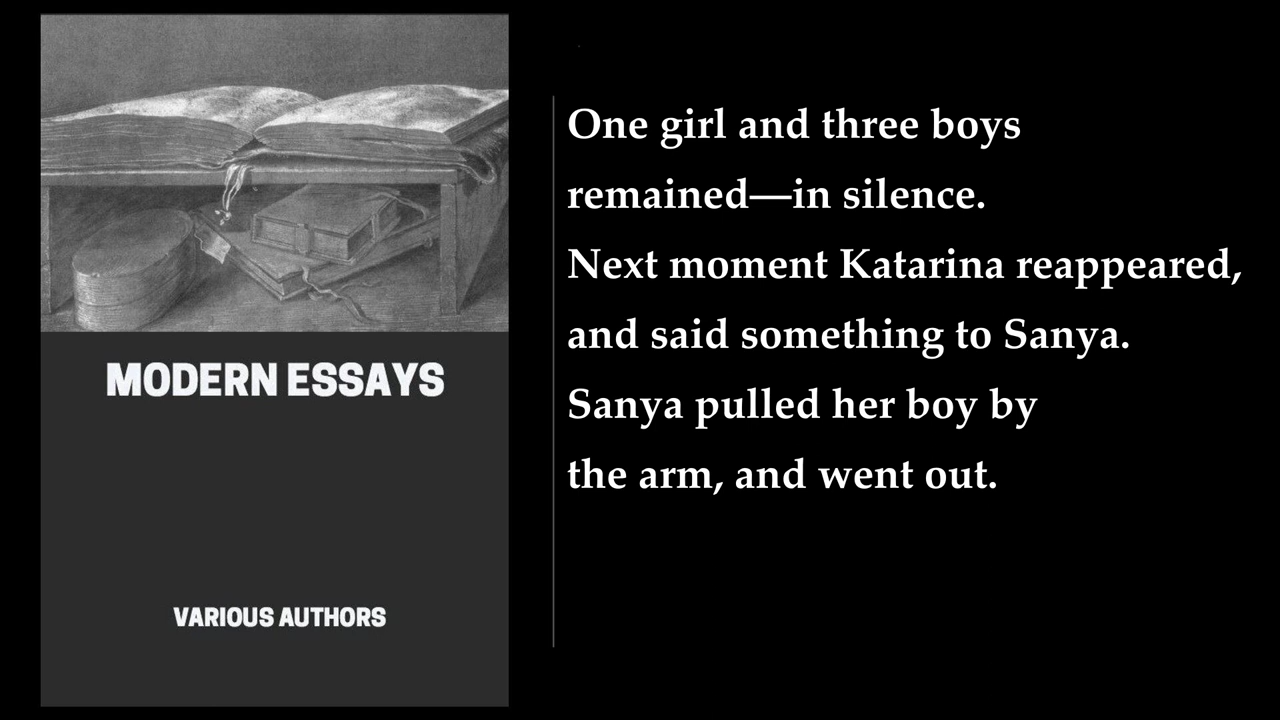 MODERN ESSAYS
VARIOUS AUTHORS
One girl and three boys
remained—in silence.
Next moment Katarina reappeared,
and said something to Sanya.
Sanya pulled her boy by
the arm, and went out.